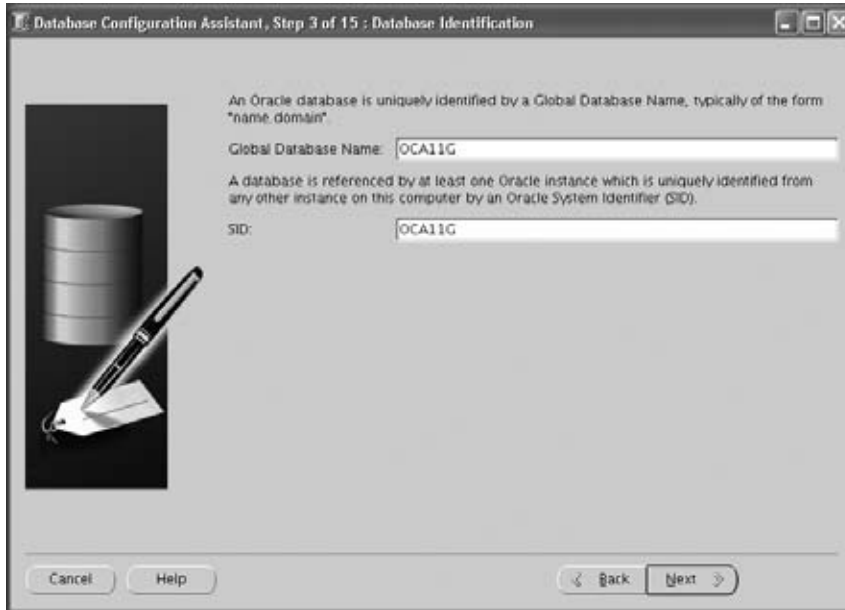 Database Configuration Assistant, Step 3 of 15 : Database Identification
An Oracle database is uniquely identified by a Global Database Name, typically of the form
"name.domain".
Global Database Name: OCA11G
A database is referenced by at least one Oracle instance which is uniquely identified from
any other instance on this computer by an Oracle System Identifier (SID).
SID: OCA11G
Cancel Help Back Next